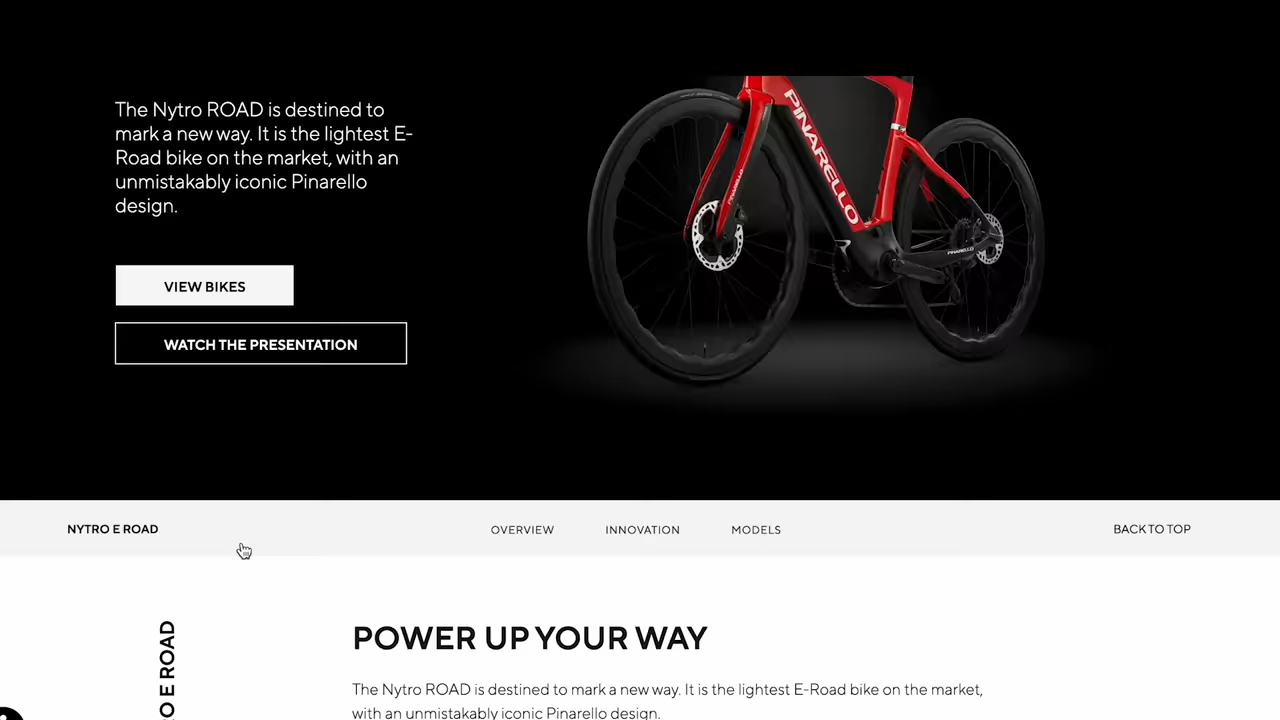 The Nytro ROAD is destined to
mark a new way. It is the lightest E-
Road bike on the market, with an
unmistakably iconic Pinarello
design.
VIEW BIKES
WATCH THE PRESENTATION
PINARELLO
PINARELLO
PINARELLO
NYTRO E ROAD
OVERVIEW
INNOVATION
MODELS
BACK TO TOP
O E ROAD
POWER UP YOUR WAY
The Nytro ROAD is destined to mark a new way. It is the lightest E-Road bike on the market,
with an unmistakably iconic Pinarello design.